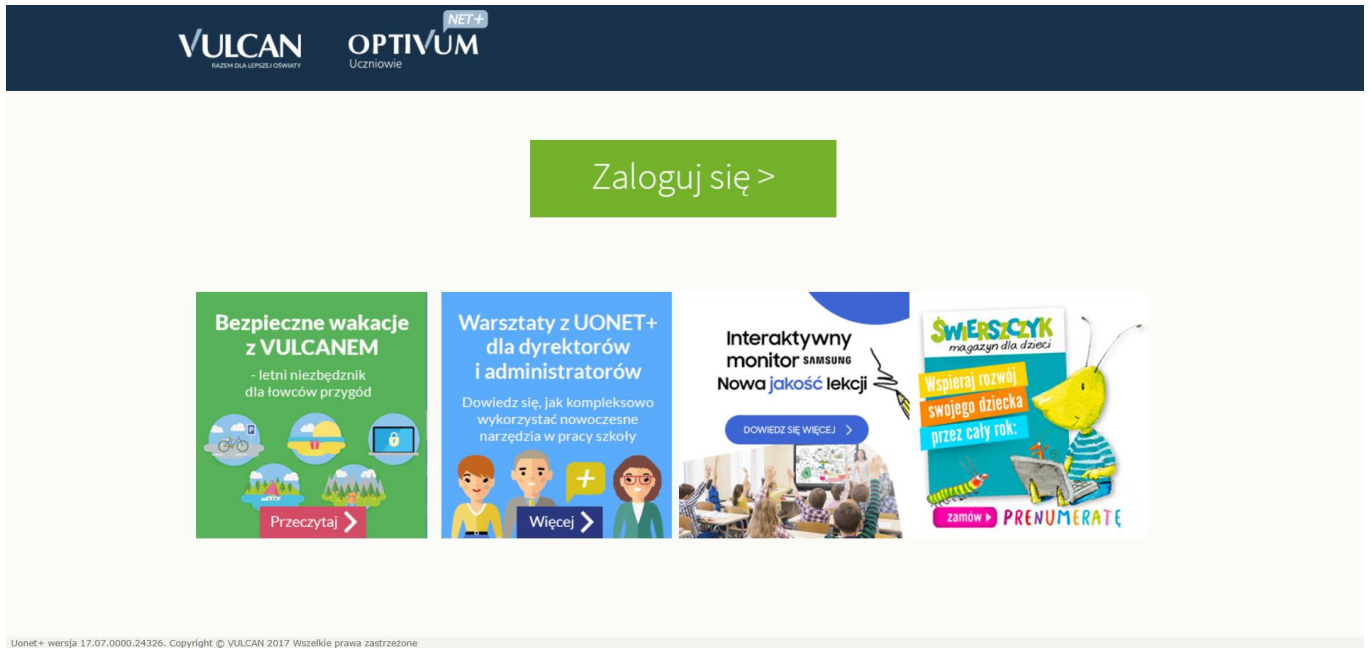 VULCAN
RAZEM DLA LEPSZEJ OŚWIATY
NET+
OPTIVUM
Uczniowie
Zaloguj się >
Bezpieczne wakacje
z VULCANEM
- letni niezbędznik
dla łowców przygód
Przeczytaj
Warsztaty z UONET+
dla dyrektorów
i administratorów
Dowiedz się, jak kompleksowo
wykorzystać nowoczesne
narzędzia w pracy szkoły
Więcej
Interaktywny
monitor SAMSUNG
Nowa jakość lekcji
DOWIEDZ SIĘ WIĘCEJ
ŚWIERSZCZYK
magazyn dla dzieci
Wspieraj rozwój
swojego dziecka
przez cały rok:
zamów PRENUMERATĘ
Uonet+ wersja 17.07.0000.24326. Copyright © VULCAN 2017 Wszelkie prawa zastrzeżone